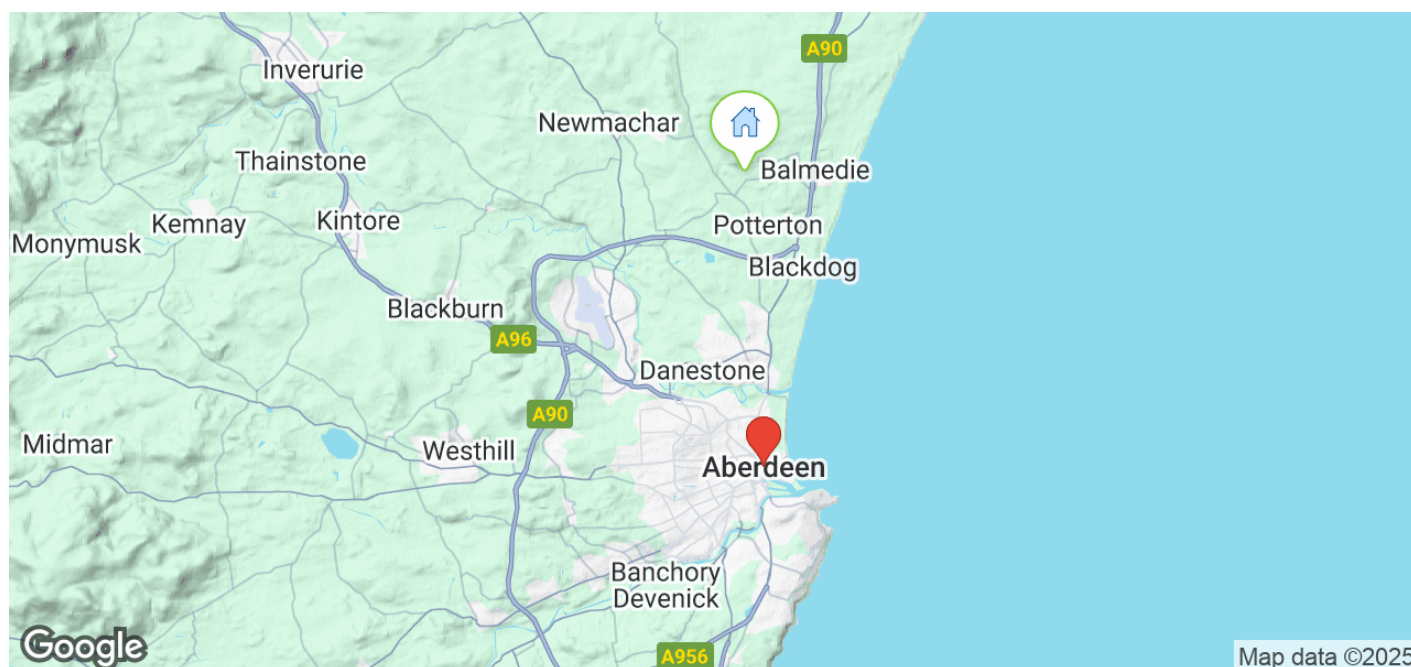 A90
Inverurie
Newmachar
Thainstone
Balmedie
Kemnay
Kintore
Potterton
Monymusk
Blackdog
Blackburn
A96
Danestone
A90
Midmar
Westhill
Aberdeen
Banchory
Devenick
A956
Google
Map data ©2025